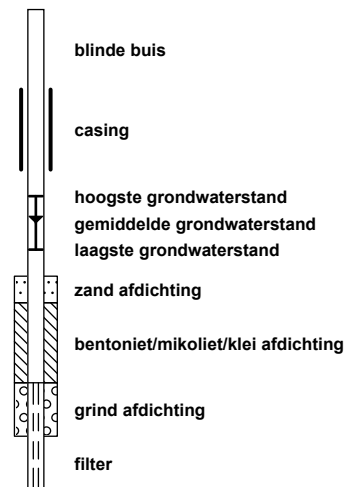 blinde buis
casing
hoogste grondwaterstand
gemiddelde grondwaterstand
laagste grondwaterstand
zand afdichting
bentoniet/mikoliet/klei afdichting
grind afdichting
filter